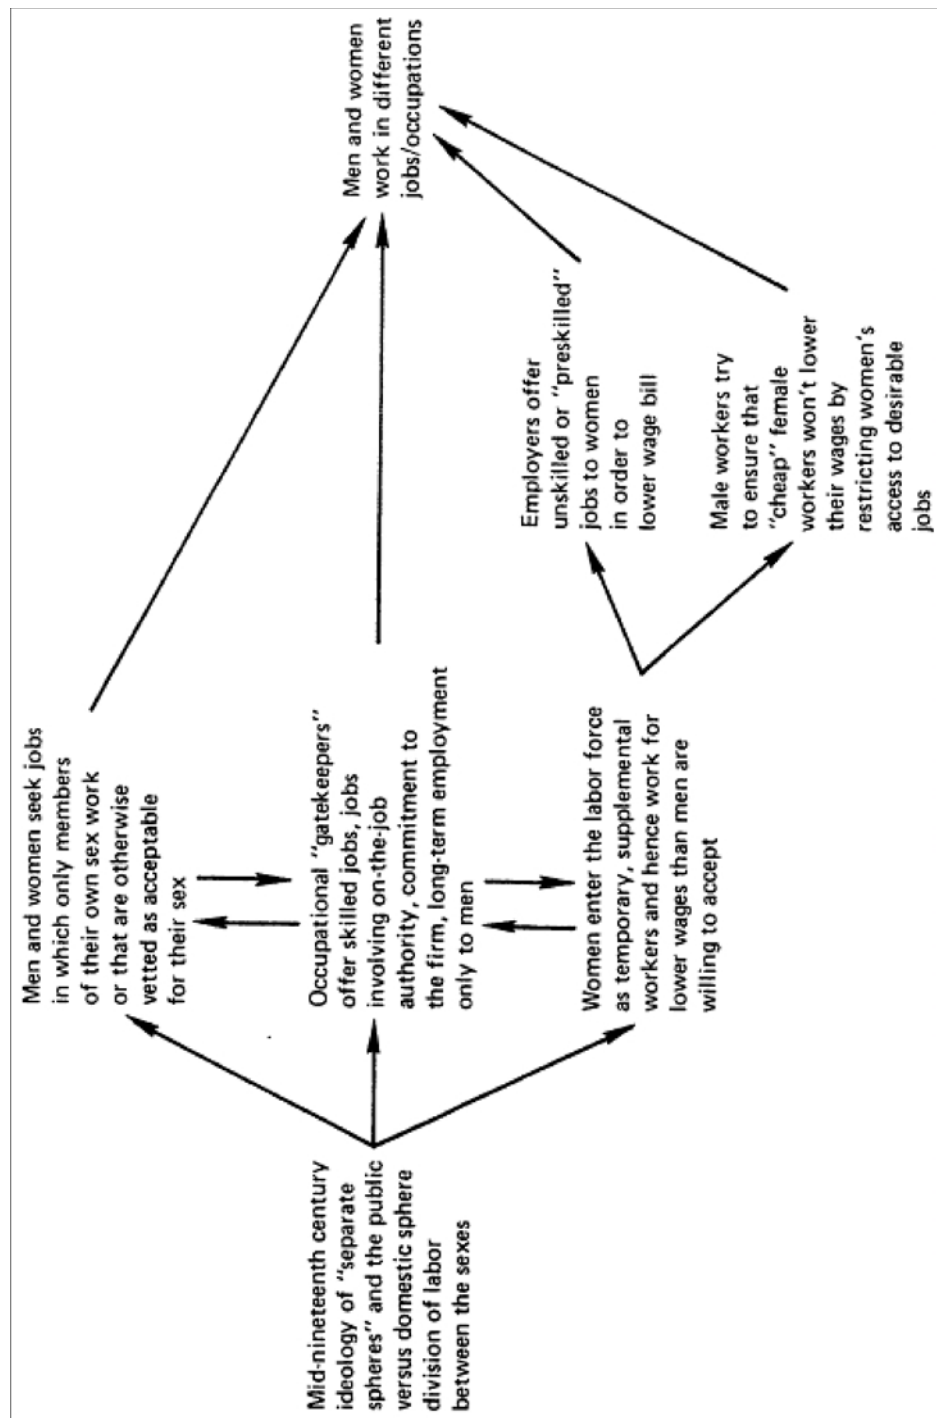 Mid-nineteenth century
ideology of "separate
spheres" and the public
versus domestic sphere
division of labor
between the sexes
Men and women seek jobs
in which only members
of their own sex work
or that are otherwise
vetted as acceptable
for their sex
Occupational "gatekeepers"
offer skilled jobs, jobs
involving on-the-job
authority, commitment to
the firm, long-term employment
only to men
Women enter the labor force
as temporary, supplemental
workers and hence work for
lower wages than men are
willing to accept
Employers offer
unskilled or "preskilled"
jobs to women
in order to
lower wage bill
Male workers try
to ensure that
"cheap" female
workers won't lower
their wages by
restricting women's
access to desirable
jobs
Men and women
work in different
jobs/occupations